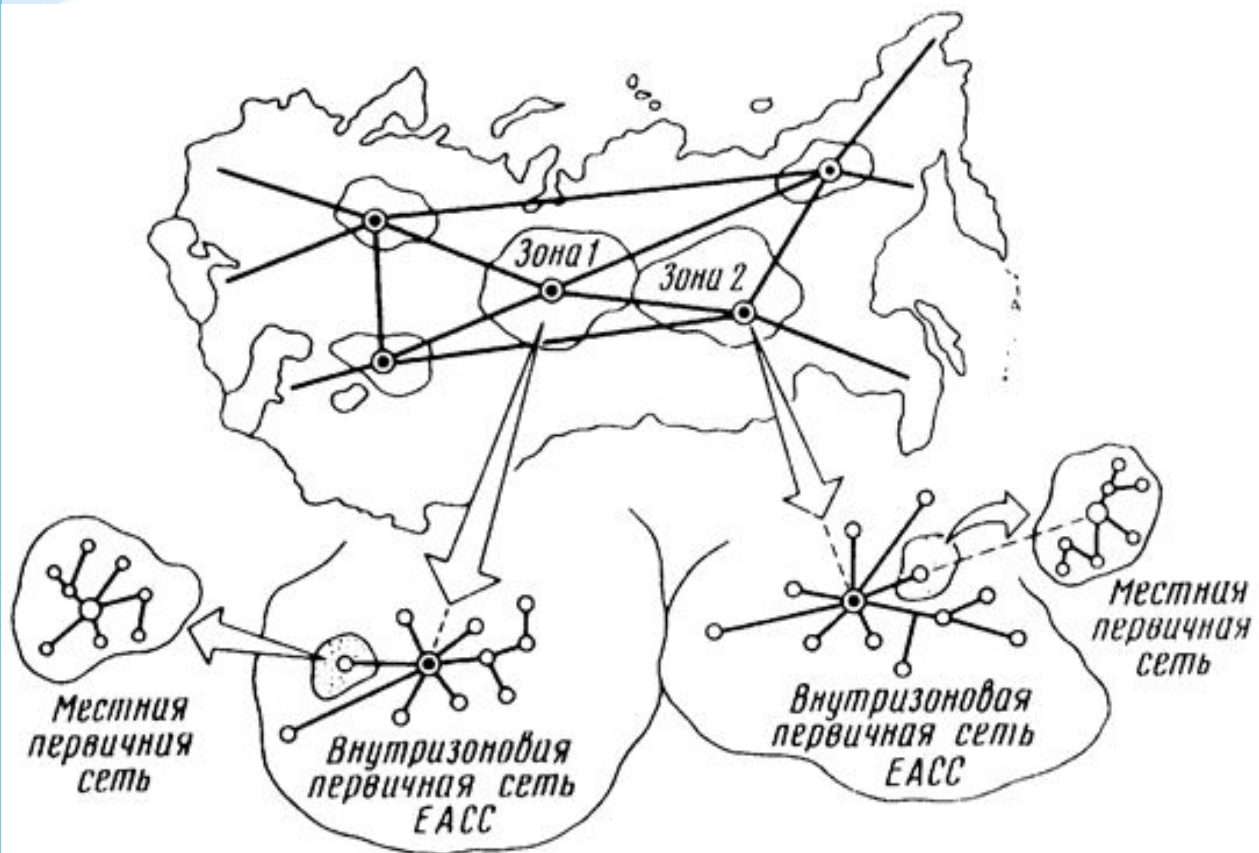 Зона 1
Зона 2
Местная
первичная
сеть
Внутризоновая
первичная сеть
ЕАСС
Внутризоновая
первичная сеть
ЕАСС
Местная
первичная
сеть